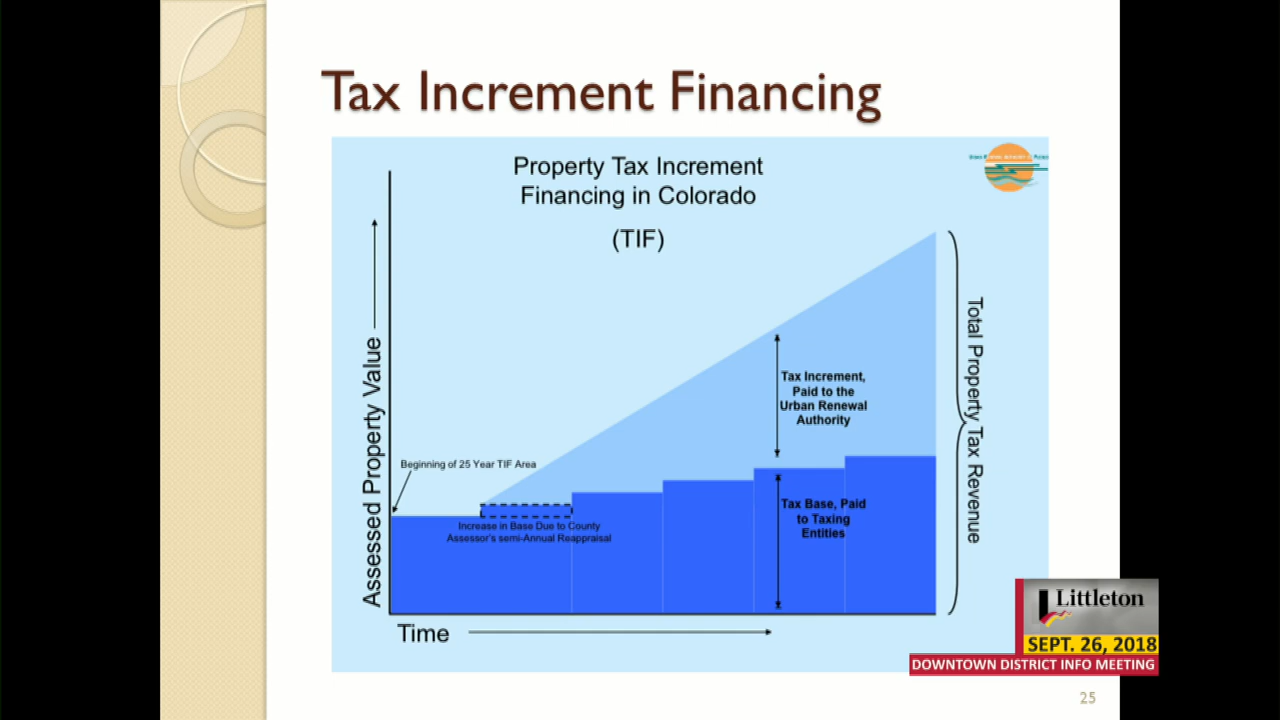 Tax Increment Financing
Property Tax Increment
Financing in Colorado
(TIF)
Assessed Property Value
Beginning of 25 Year TIF Area
Increase in Base Due to County
Assessor's semi-Annual Reappraisal
Tax Increment,
Paid to the
Urban Renewal
Authority
Tax Base, Paid
to Taxing
Entities
Total Property Tax Revenue
Time
Littleton
SEPT. 26, 2018
DOWNTOWN DISTRICT INFO MEETING
25